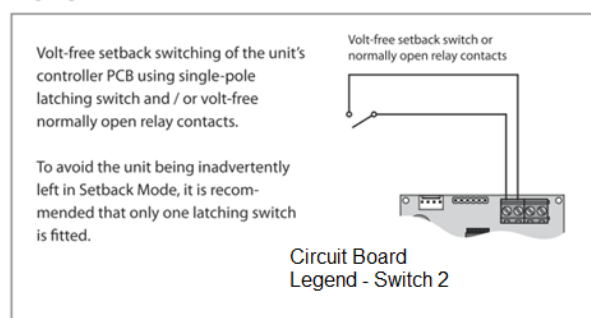 Volt-free setback switching of the unit's
controller PCB using single-pole
latching switch and / or volt-free
normally open relay contacts.
To avoid the unit being inadvertently
left in Setback Mode, it is recom-
mended that only one latching switch
is fitted.
Volt-free setback switch or
normally open relay contacts
Circuit Board
Legend - Switch 2